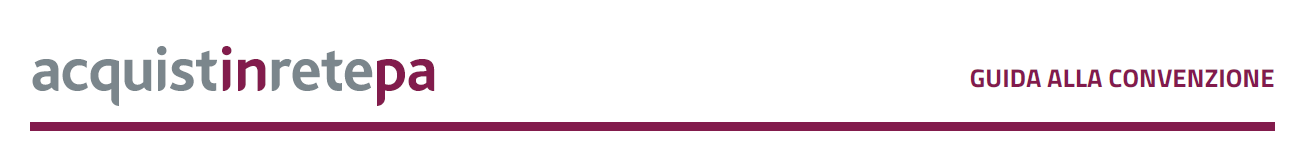 acquistinretepa
GUIDA ALLA CONVENZIONE